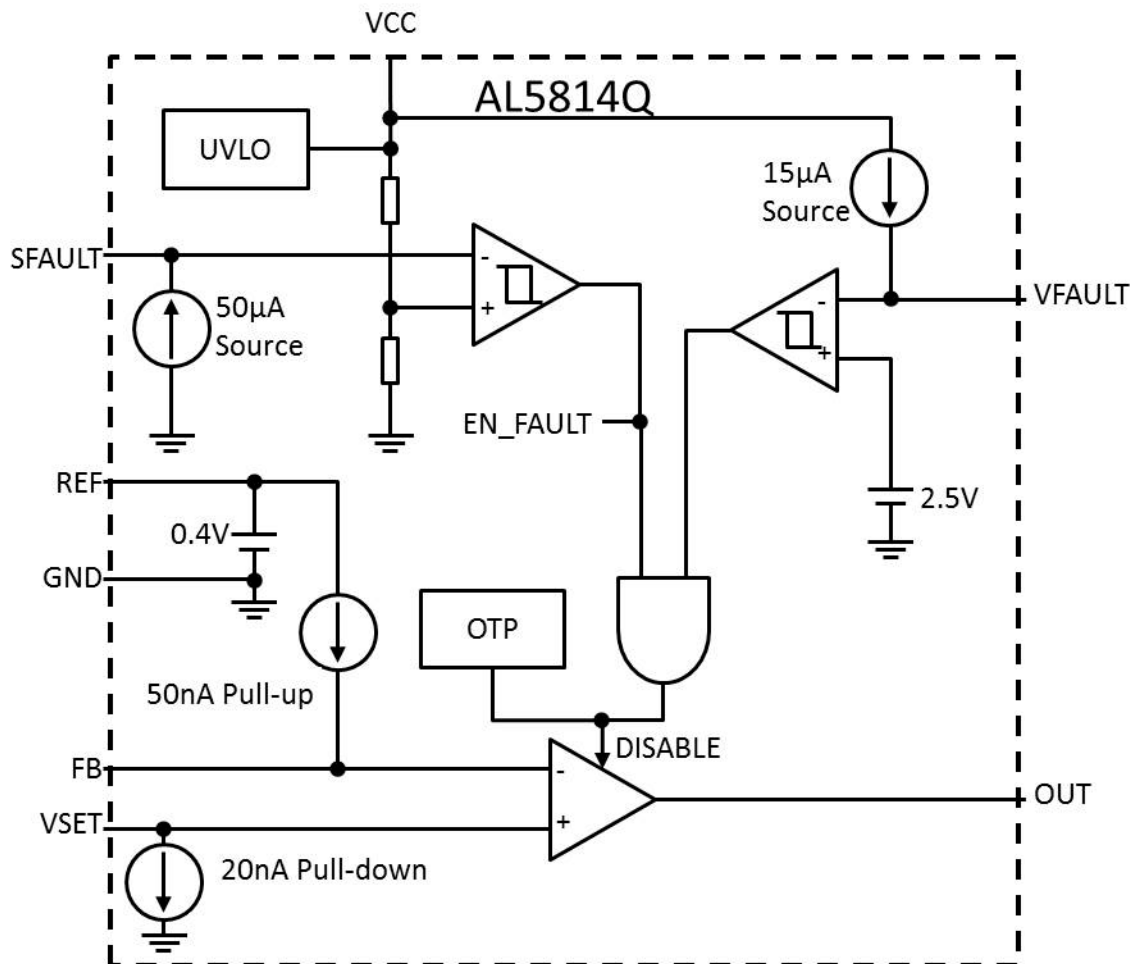 VCC
AL5814Q
UVLO
15µA
Source
SFAULT
-
+
50µA
Source
-
+
VFAULT
EN_FAULT
REF
0.4V
2.5V
GND
OTP
50nA Pull-up
DISABLE
FB
-
OUT
VSET
+
20nA Pull-down